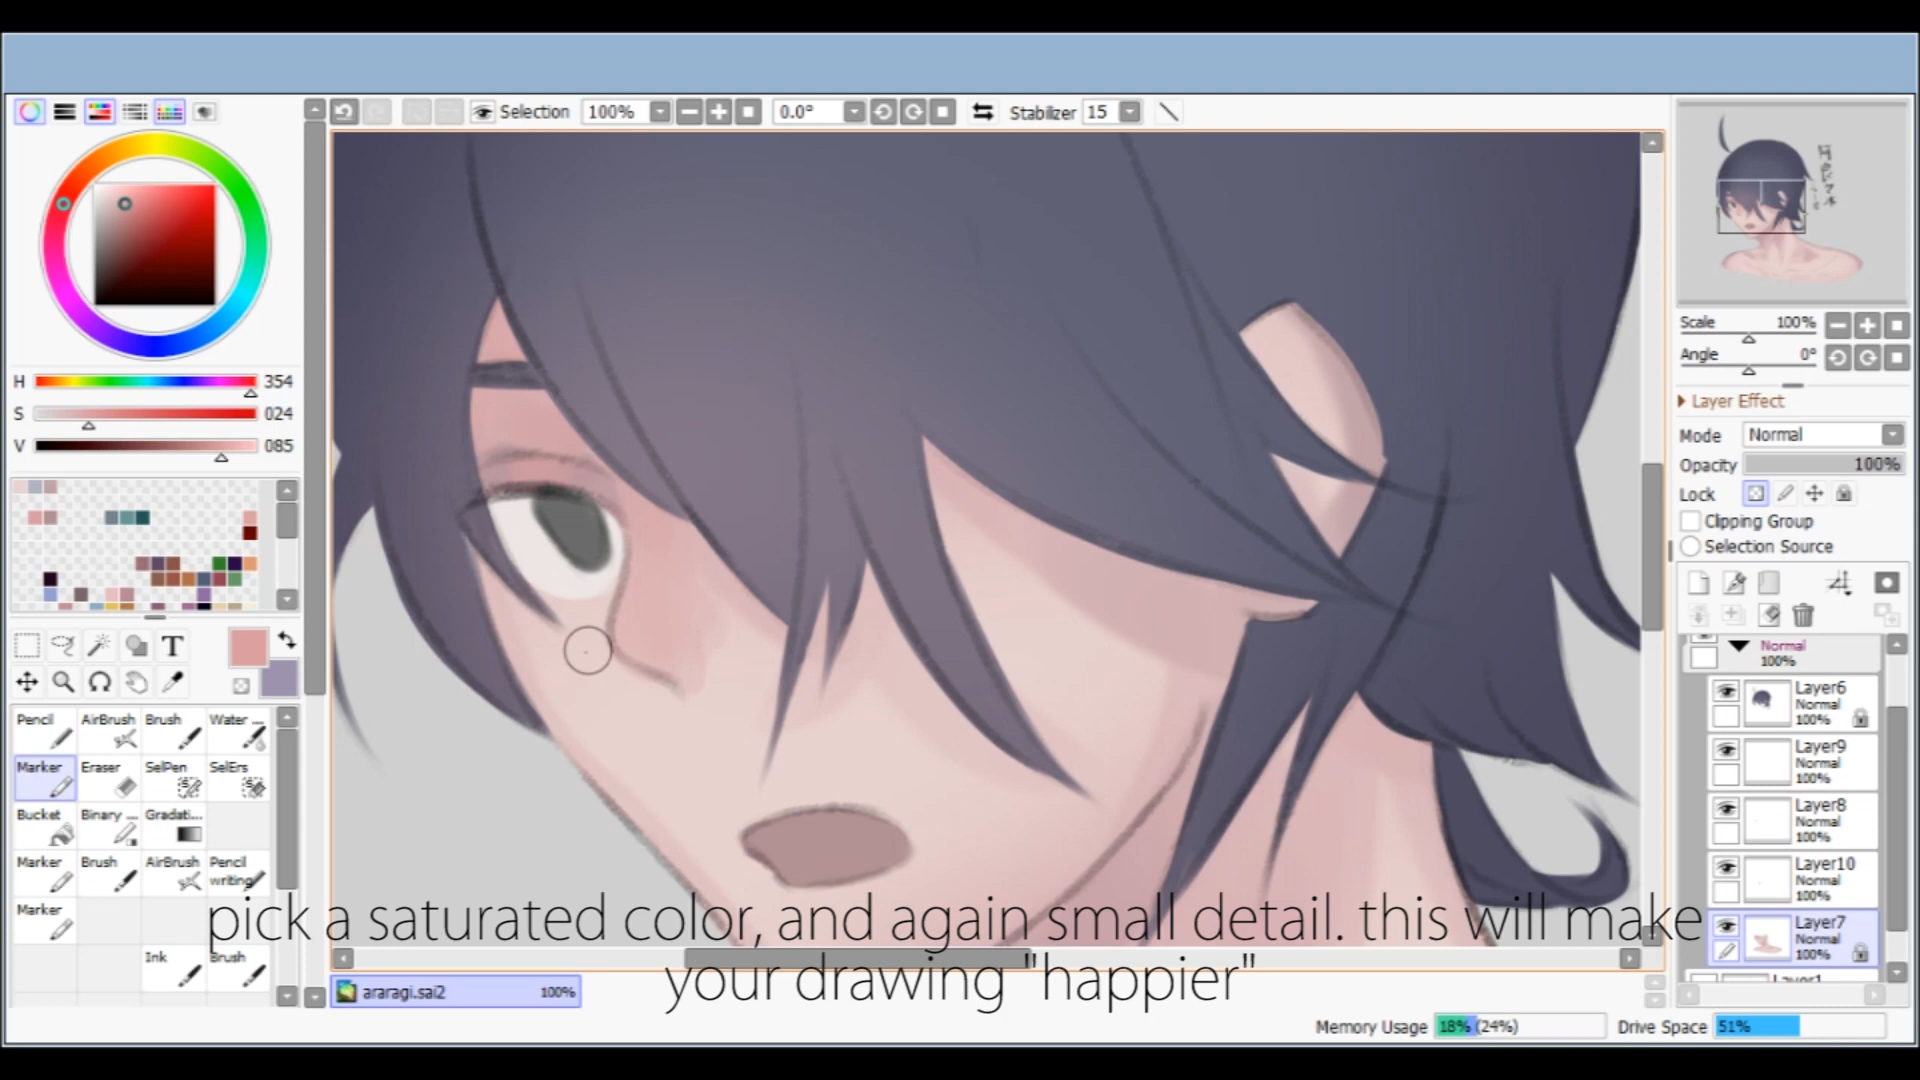 Selection 100% 0.0° Stabilizer 15
H 354
S 024
V 085
T
Pencil AirBrush Brush Water ...
Marker Eraser SelPen SelErs
Bucket Binary ... Gradati...
Marker Brush AirBrush Pencil
writing
Marker
Ink Brush
pick a saturated color, and again small detail. this will make
your drawing "happier"
araragi.sai2 100%
Scale 100%
Angle 0°
Layer Effect
Mode Normal
Opacity 100%
Lock
Clipping Group
Selection Source
Normal
100%
Layer6
Normal
100%
Layer9
Normal
100%
Layer8
Normal
100%
Layer10
Normal
100%
Layer7
Normal
100%
Layer1
Memory Usage 18% (24%) Drive Space 51%